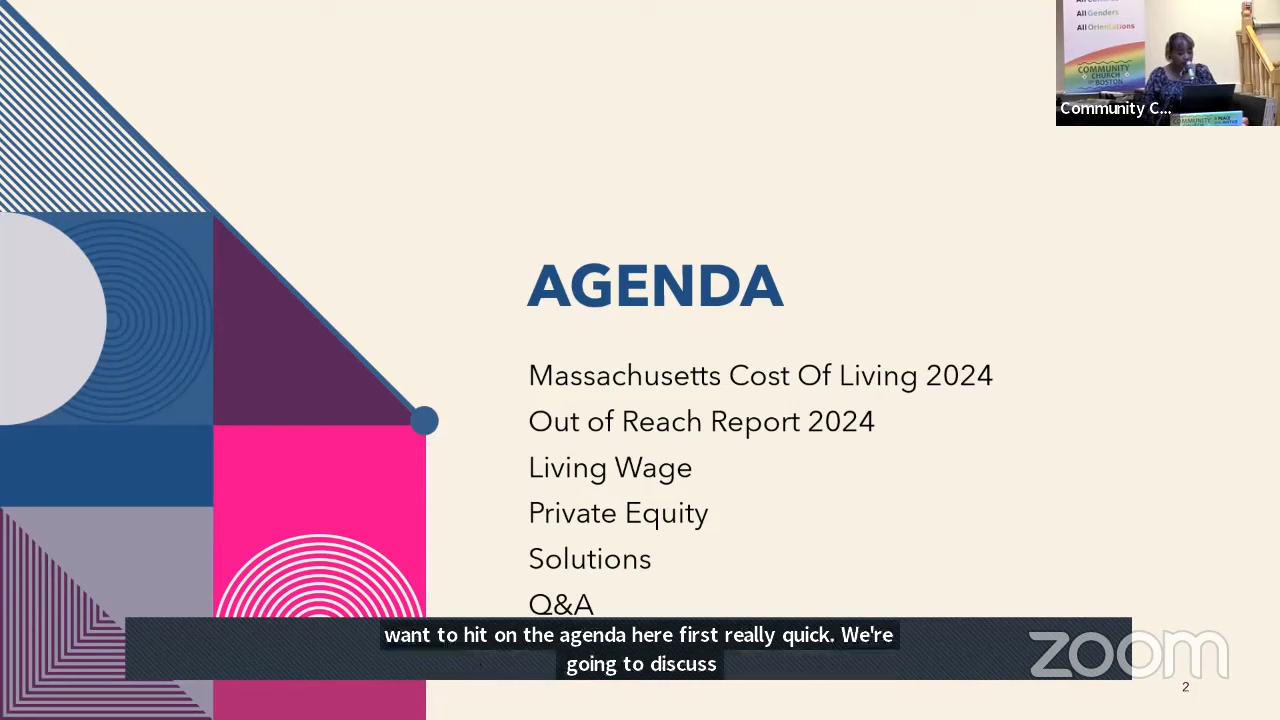 All Genders
All Orientations
COMMUNITY
CHURCH
OF BOSTON
Community C...
COMMUNITY
AGENDA
Massachusetts Cost Of Living 2024
Out of Reach Report 2024
Living Wage
Private Equity
Solutions
Q&A
want to hit on the agenda here first really quick. We're
going to discuss
zoom
2